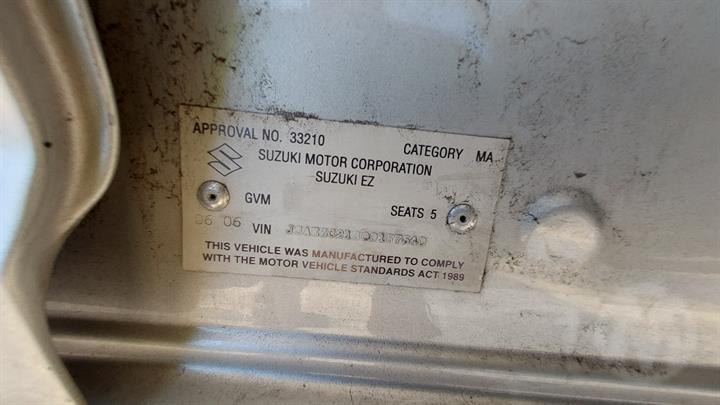 APPROVAL NO. 33210 CATEGORY MA
SUZUKI MOTOR CORPORATION
SUZUKI EZ
GVM SEATS 5
06 06 VIN
THIS VEHICLE WAS MANUFACTURED TO COMPLY
WITH THE MOTOR VEHICLE STANDARDS ACT 1989